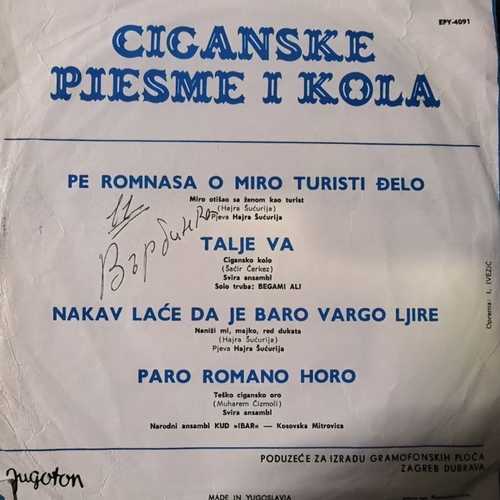 EPY-4091
CIGANSKE
PJESME I KOLA
PE ROMNASA O MIRO TURISTI ĐELO
Miro otišao sa ženom kao turist
(Hajra Šućurija)
Pjeva Hajra Šućurija
11
Върбинка
TALJE VA
Cigansko kolo
(Šaćir Čerkez)
Svira ansambl
Solo truba: BEGAMI ALI
NAKAV LAĆE DA JE BARO VARGO LJIRE
Naniži mi, majko, red dukata
(Hajra Šućurija)
Pjeva Hajra Šućurija
PARO ROMANO HORO
Teško cigansko oro
(Muharem Čizmoli)
Svira ansambl
Narodni ansambl KUD »IBAR« — Kosovska Mitrovica
Oprema: L. IVEZIĆ
PODUZEĆE ZA IZRADU GRAMOFONSKIH PLOČA
ZAGREB DUBRAVA
Jugoton
MADE IN YUGOSLAVIA